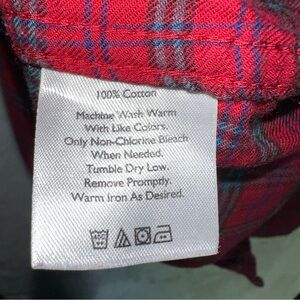 100% Cotton
Machine Wash Warm
With Like Colors.
Only Non-Chlorine Bleach
When Needed.
Tumble Dry Low.
Remove Promptly.
Warm Iron As Desired.